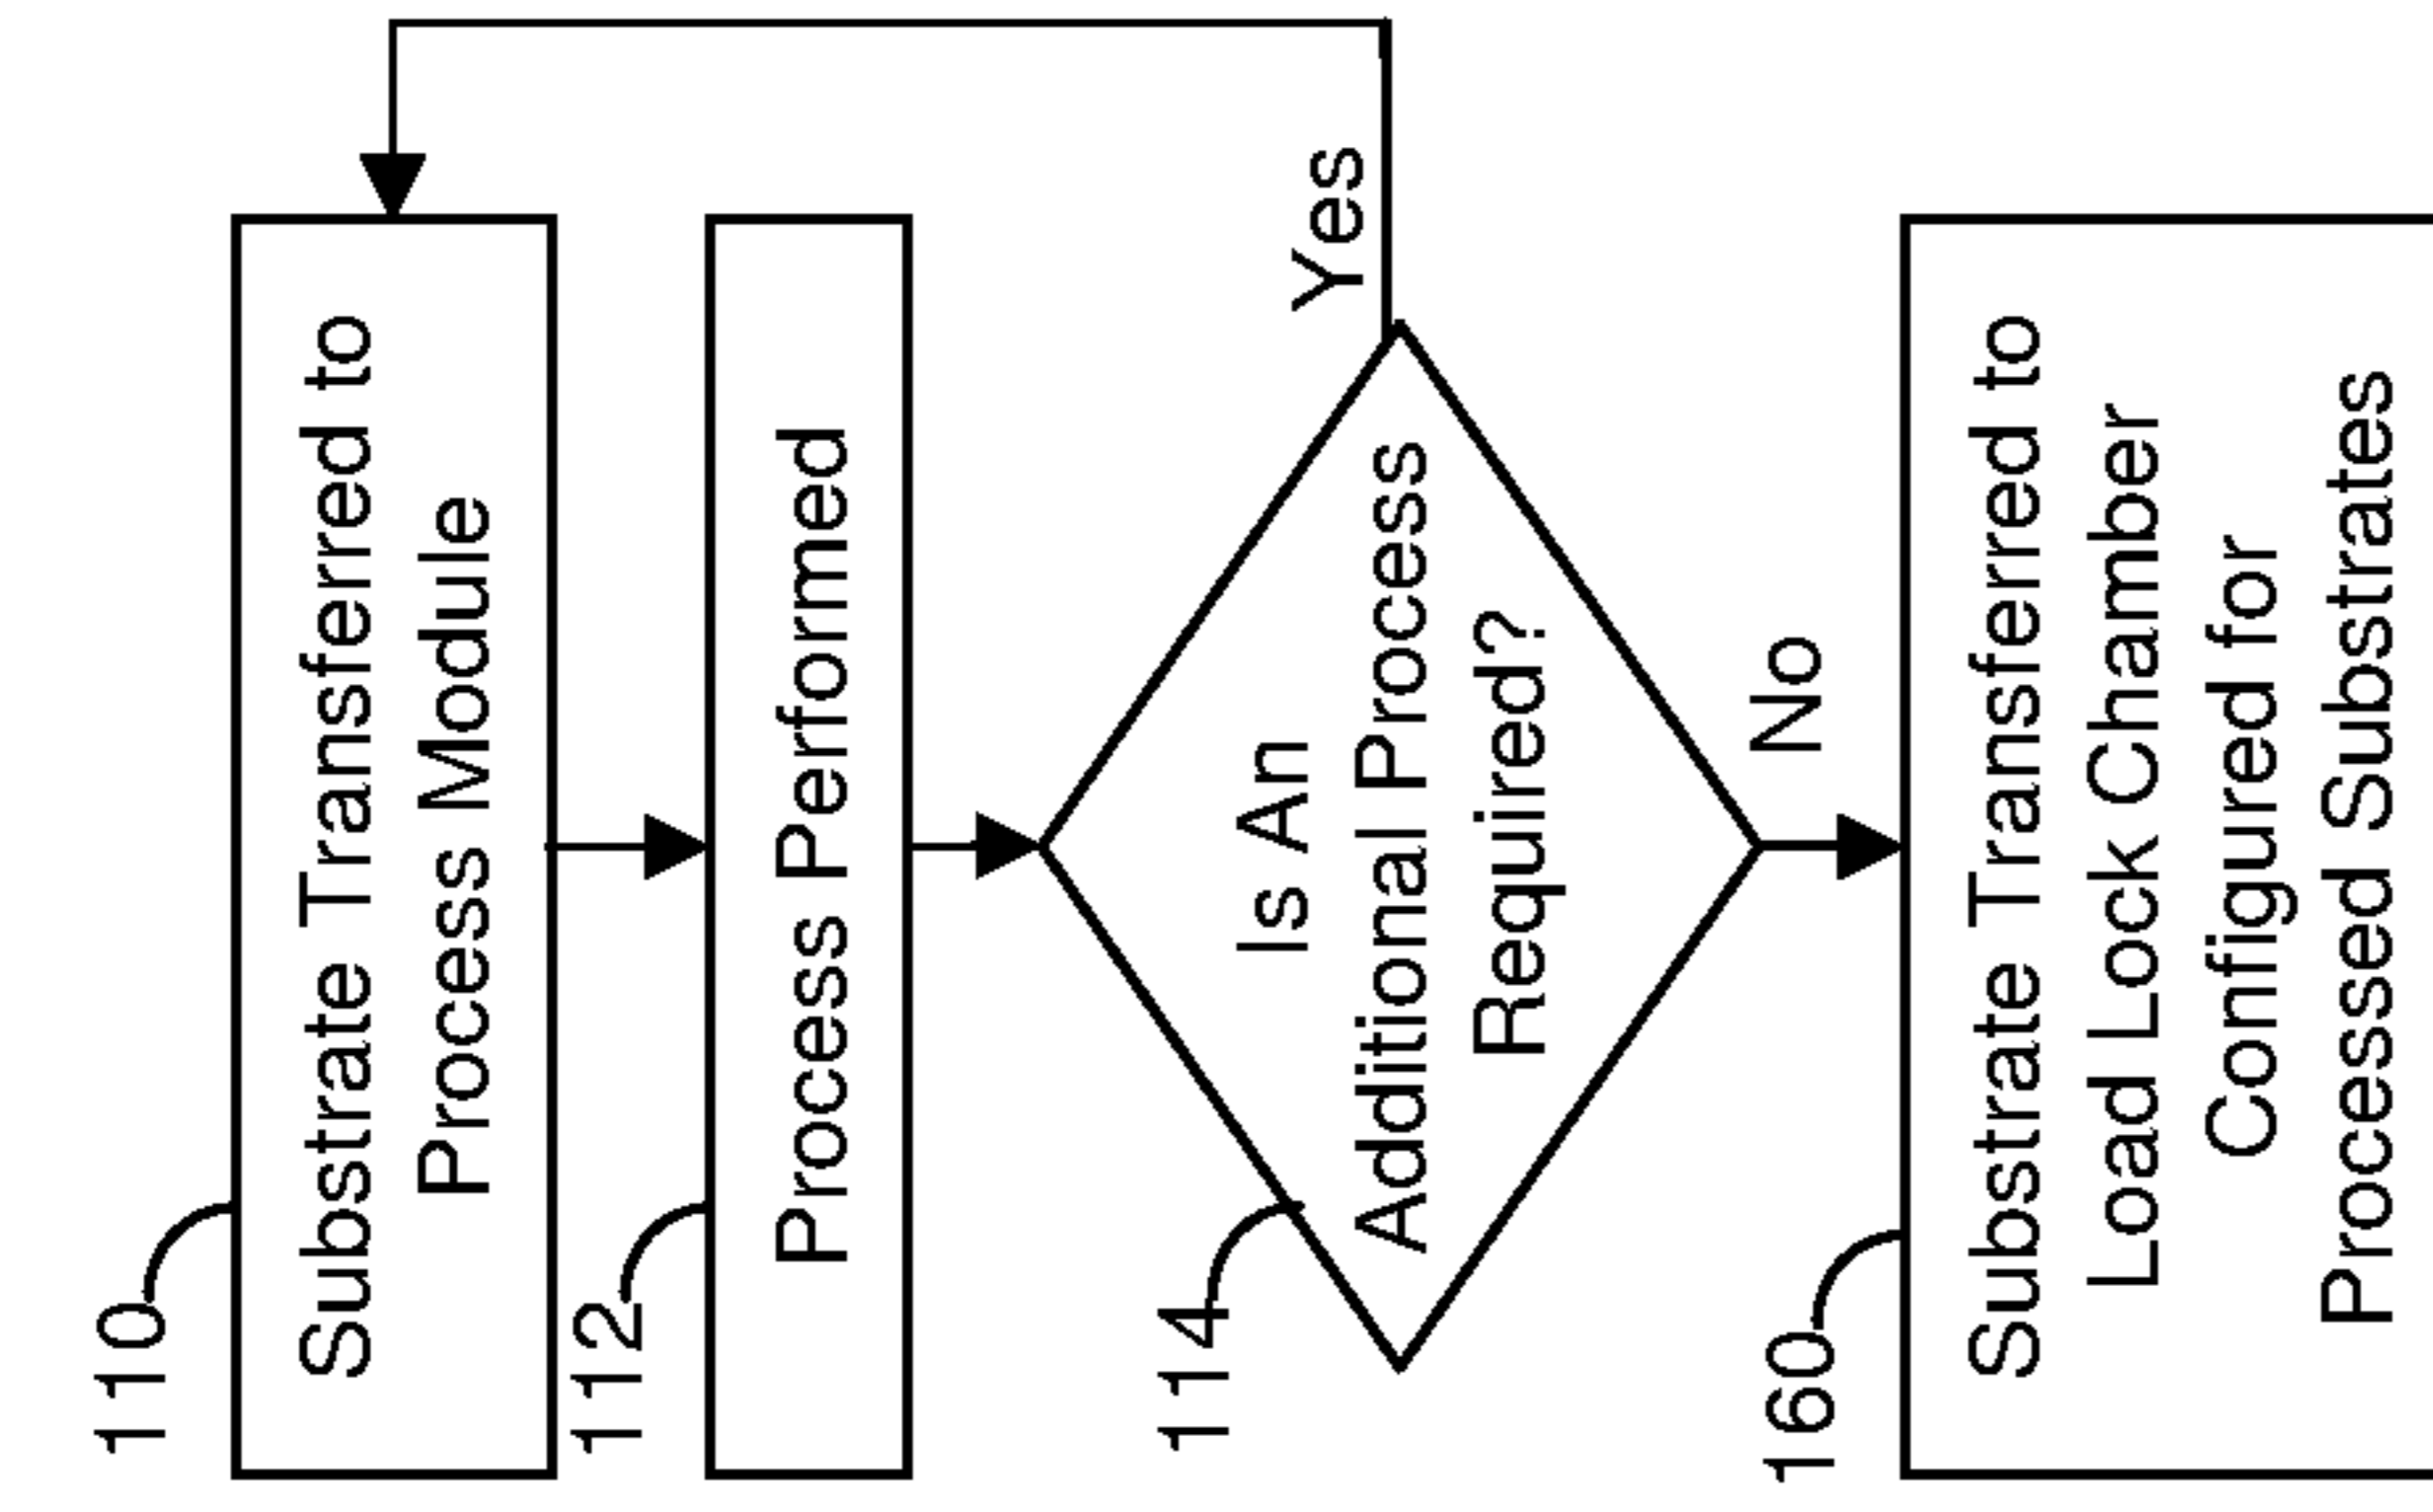 110
Substrate Transferred to
Process Module
112
Process Performed
114
Is An
Additional Process
Required?
Yes
No
160
Substrate Transferred to
Load Lock Chamber
Configured for
Processed Substrates